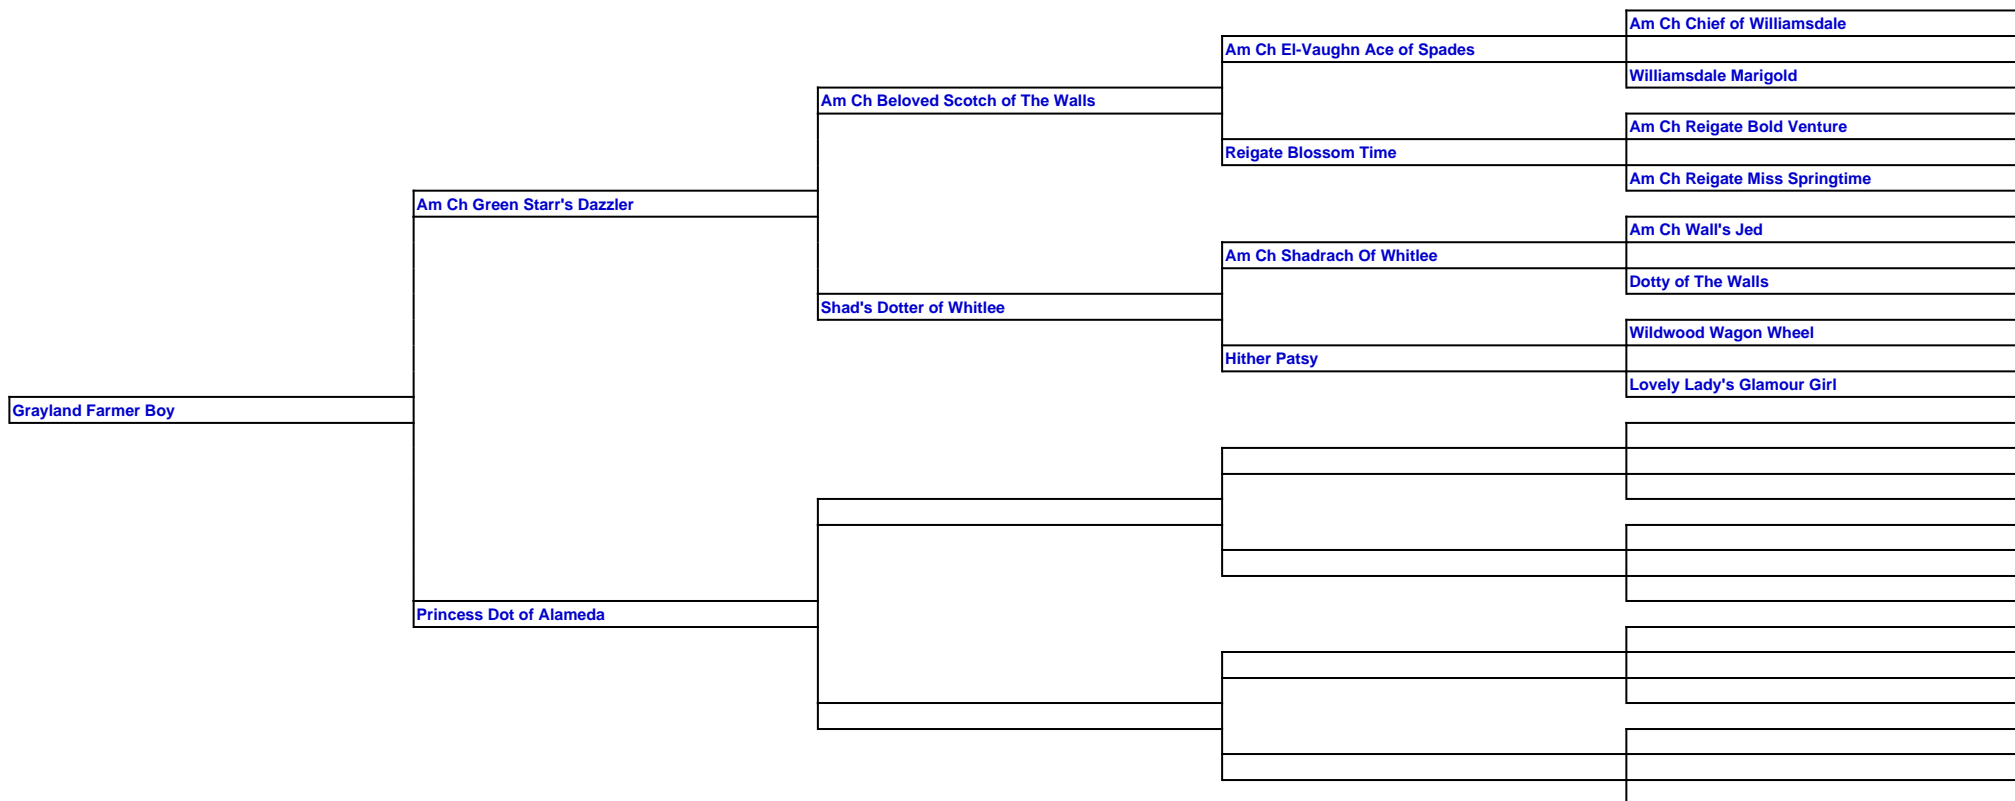 Am Ch Chief of Williamsdale
Am Ch El-Vaughn Ace of Spades
Williamsdale Marigold
Am Ch Beloved Scotch of The Walls
Am Ch Reigate Bold Venture
Reigate Blossom Time
Am Ch Reigate Miss Springtime
Am Ch Green Starr's Dazzler
Am Ch Wall's Jed
Am Ch Shadrach Of Whitlee
Dotty of The Walls
Shad's Dotter of Whitlee
Wildwood Wagon Wheel
Hither Patsy
Lovely Lady's Glamour Girl
Grayland Farmer Boy
Princess Dot of Alameda